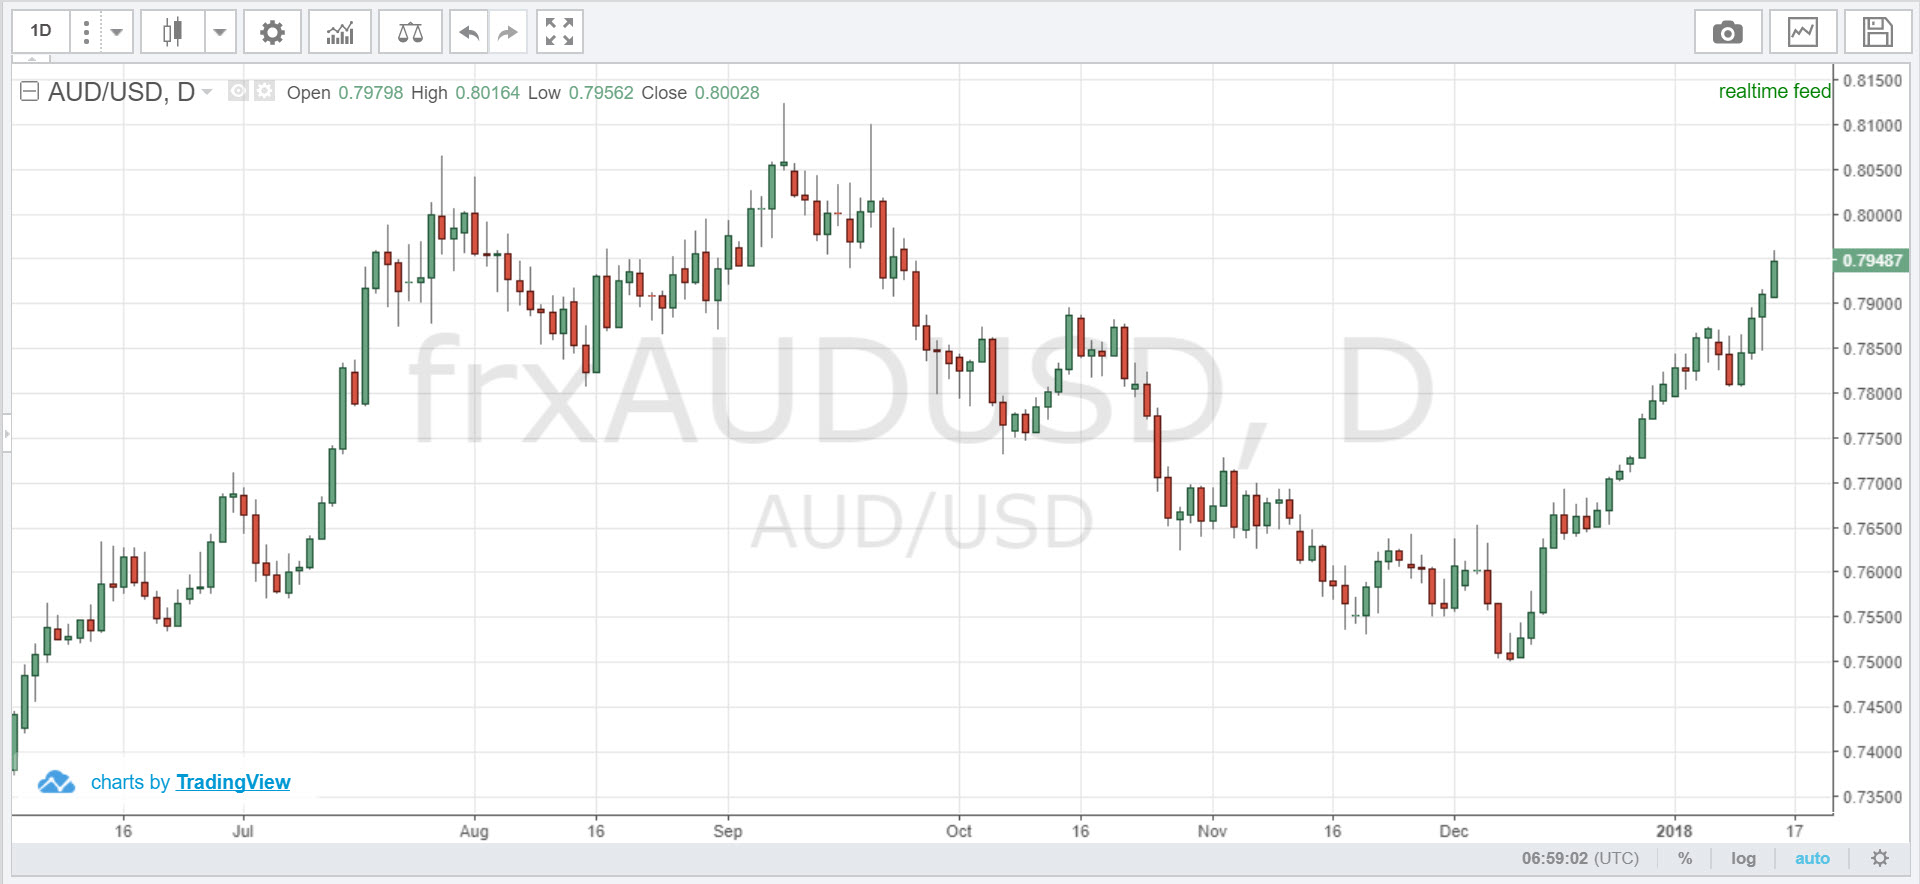 1D
AUD/USD, D Open 0.79798 High 0.80164 Low 0.79562 Close 0.80028
realtime feed
0.81500
0.81000
0.80500
0.80000
0.79487
0.79000
0.78500
0.78000
0.77500
0.77000
0.76500
0.76000
0.75500
0.75000
0.74500
0.74000
0.73500
frxAUDUSD, D
AUD/USD
charts by TradingView
16 Jul Aug 16 Sep Oct 16 Nov 16 Dec 2018 17
06:59:02 (UTC) % log auto